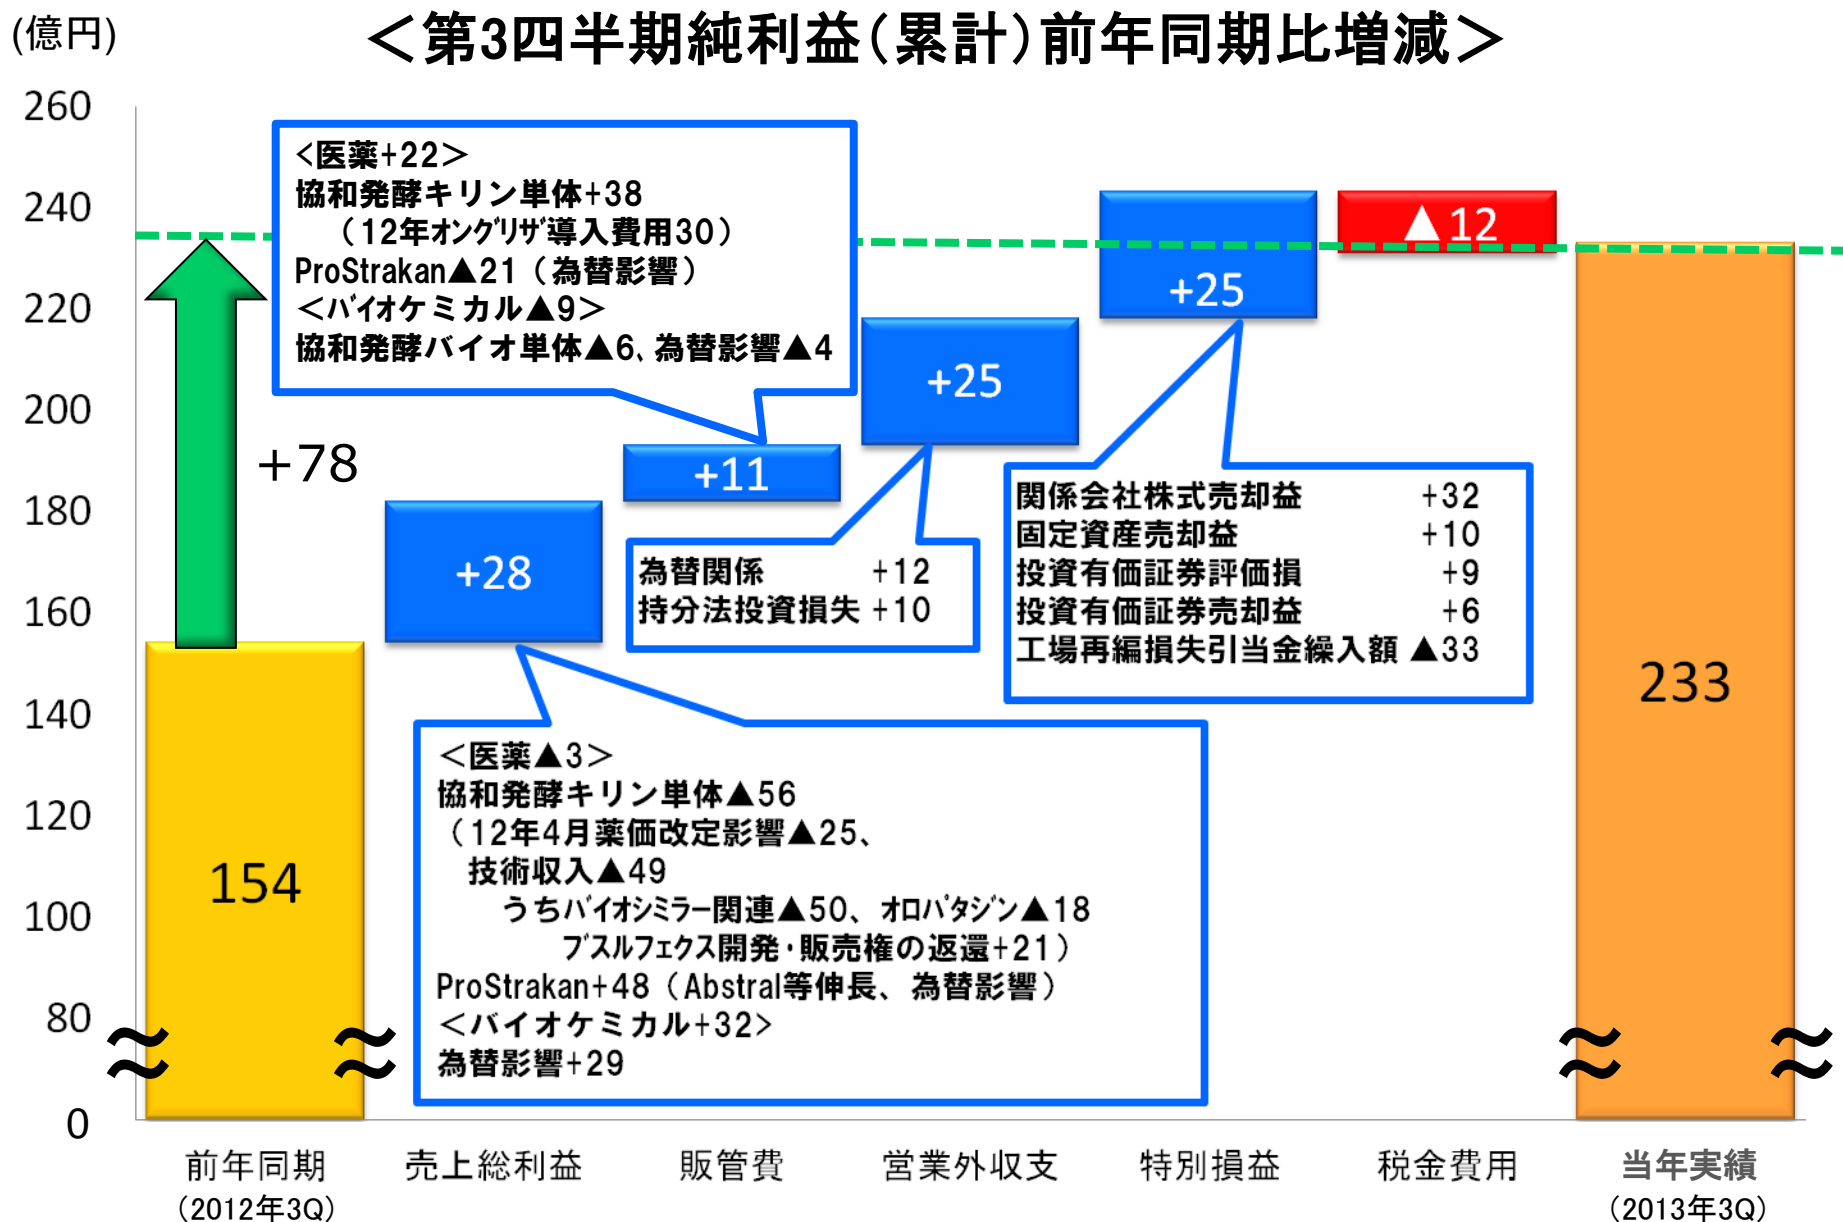 (億円)
＜第3四半期純利益（累計）前年同期比増減＞
260
240
220
200
180
160
140
120
100
80
0
+78
154
+28
+11
+25
+25
▲12
233
<医薬+22>
協和発酵キリン単体+38
（12年ｵﾝｸﾞﾘｻﾞ導入費用30）
ProStrakan▲21（為替影響）
＜ﾊﾞｲｵケミカル▲9＞
協和発酵バイオ単体▲6、為替影響▲4
為替関係 +12
持分法投資損失 +10
関係会社株式売却益 +32
固定資産売却益 +10
投資有価証券評価損 +9
投資有価証券売却益 +6
工場再編損失引当金繰入額 ▲33
＜医薬▲3＞
協和発酵キリン単体▲56
（12年4月薬価改定影響▲25、
技術収入▲49
うちﾊﾞｲｵｼﾐﾗｰ関連▲50、ｵﾛﾊﾟﾀｼﾞﾝ▲18
ﾌﾞｽﾙﾌｪｸｽ開発･販売権の返還+21）
ProStrakan+48（Abstral等伸長、為替影響）
＜バイオケミカル+32>
為替影響+29
前年同期
（2012年3Q）
売上総利益
販管費
営業外収支
特別損益
税金費用
当年実績
（2013年3Q）